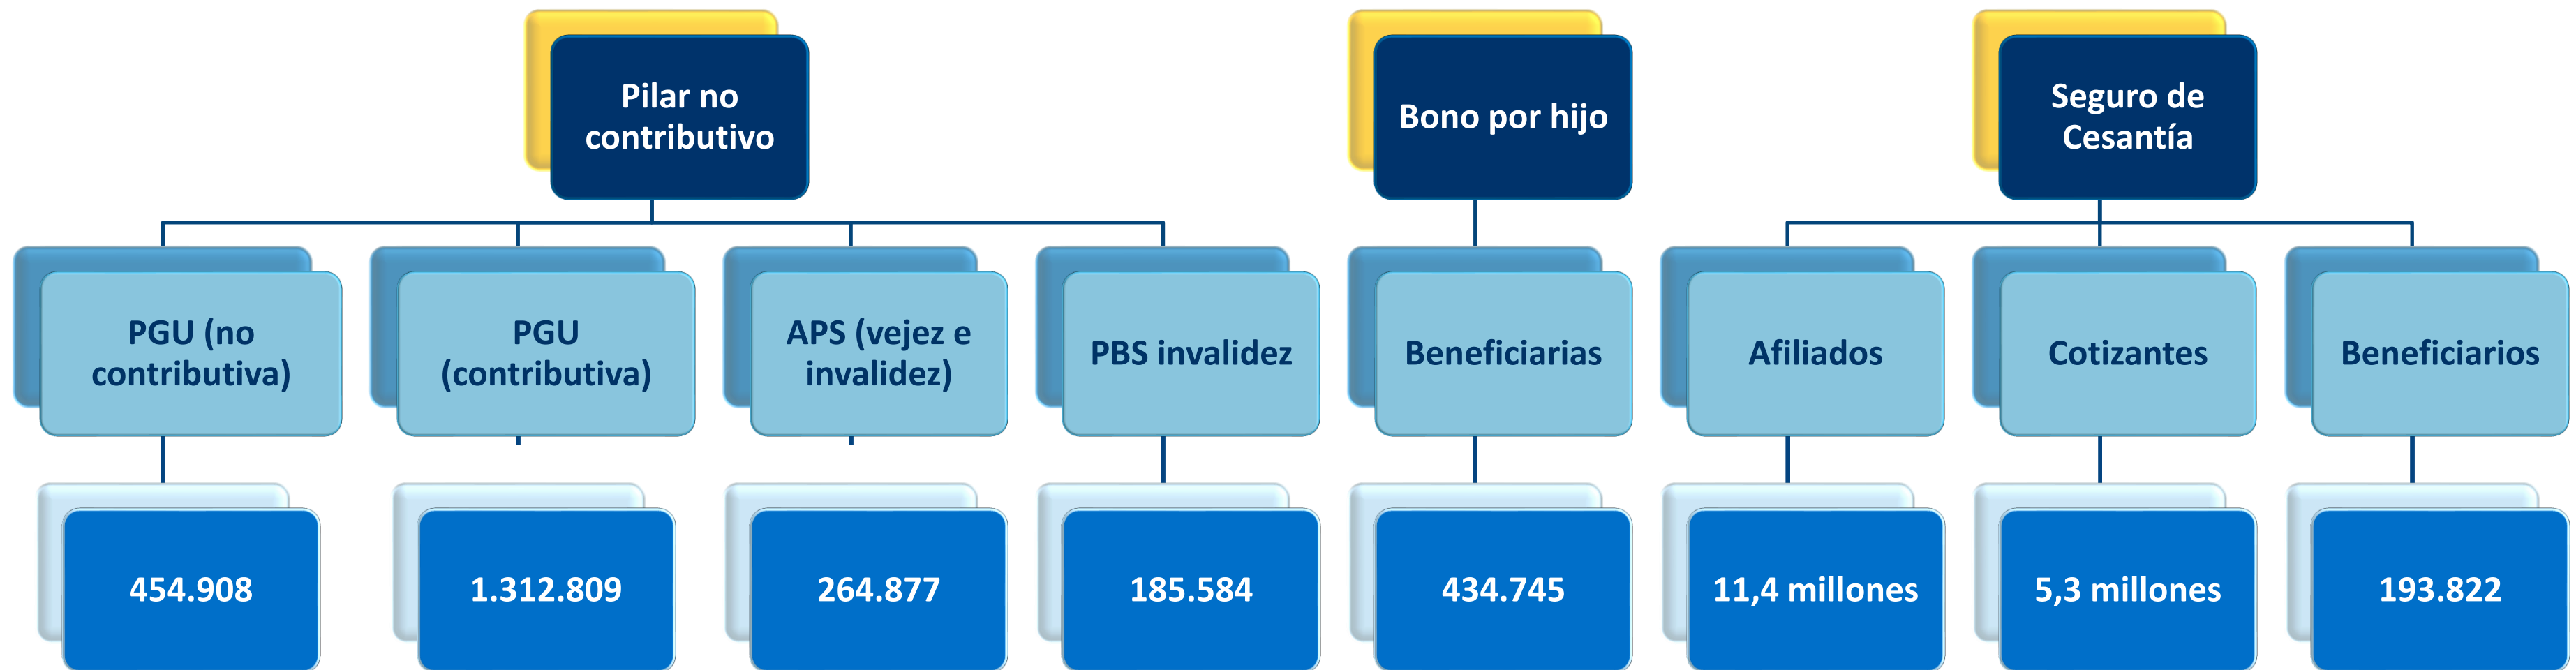 Pilar no
contributivo
Bono por hijo
Seguro de
Cesantía
PGU (no
contributiva)
PGU
(contributiva)
APS (vejez e
invalidez)
PBS invalidez
Beneficiarias
Afiliados
Cotizantes
Beneficiarios
454.908
1.312.809
264.877
185.584
434.745
11,4 millones
5,3 millones
193.822